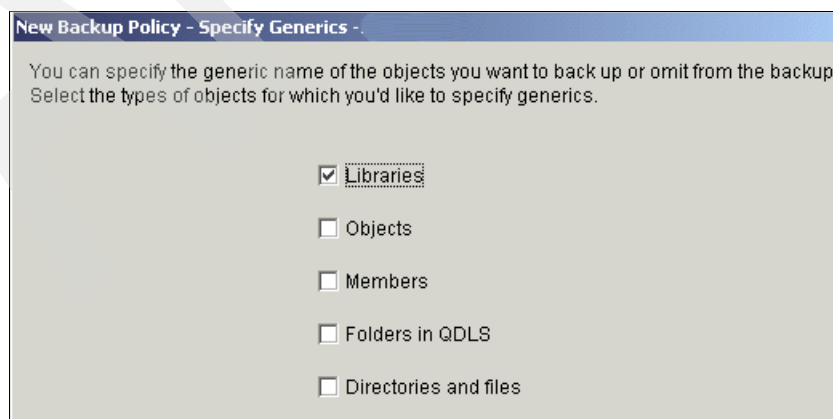 New Backup Policy - Specify Generics -
You can specify the generic name of the objects you want to back up or omit from the backup
Select the types of objects for which you'd like to specify generics.
Libraries
Objects
Members
Folders in QDLS
Directories and files